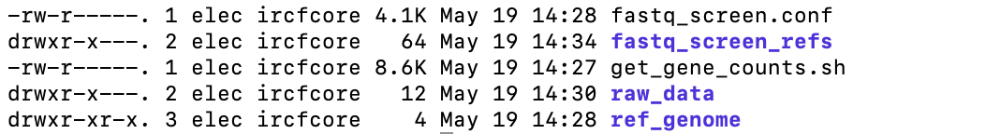 -rw-r-----. 1 elec ircfcore 4.1K May 19 14:28 fastq_screen.conf
drwxr-x---. 2 elec ircfcore   64 May 19 14:34 fastq_screen_refs
-rw-r-----. 1 elec ircfcore 8.6K May 19 14:27 get_gene_counts.sh
drwxr-x---. 2 elec ircfcore   12 May 19 14:30 raw_data
drwxr-xr-x. 3 elec ircfcore    4 May 19 14:28 ref_genome